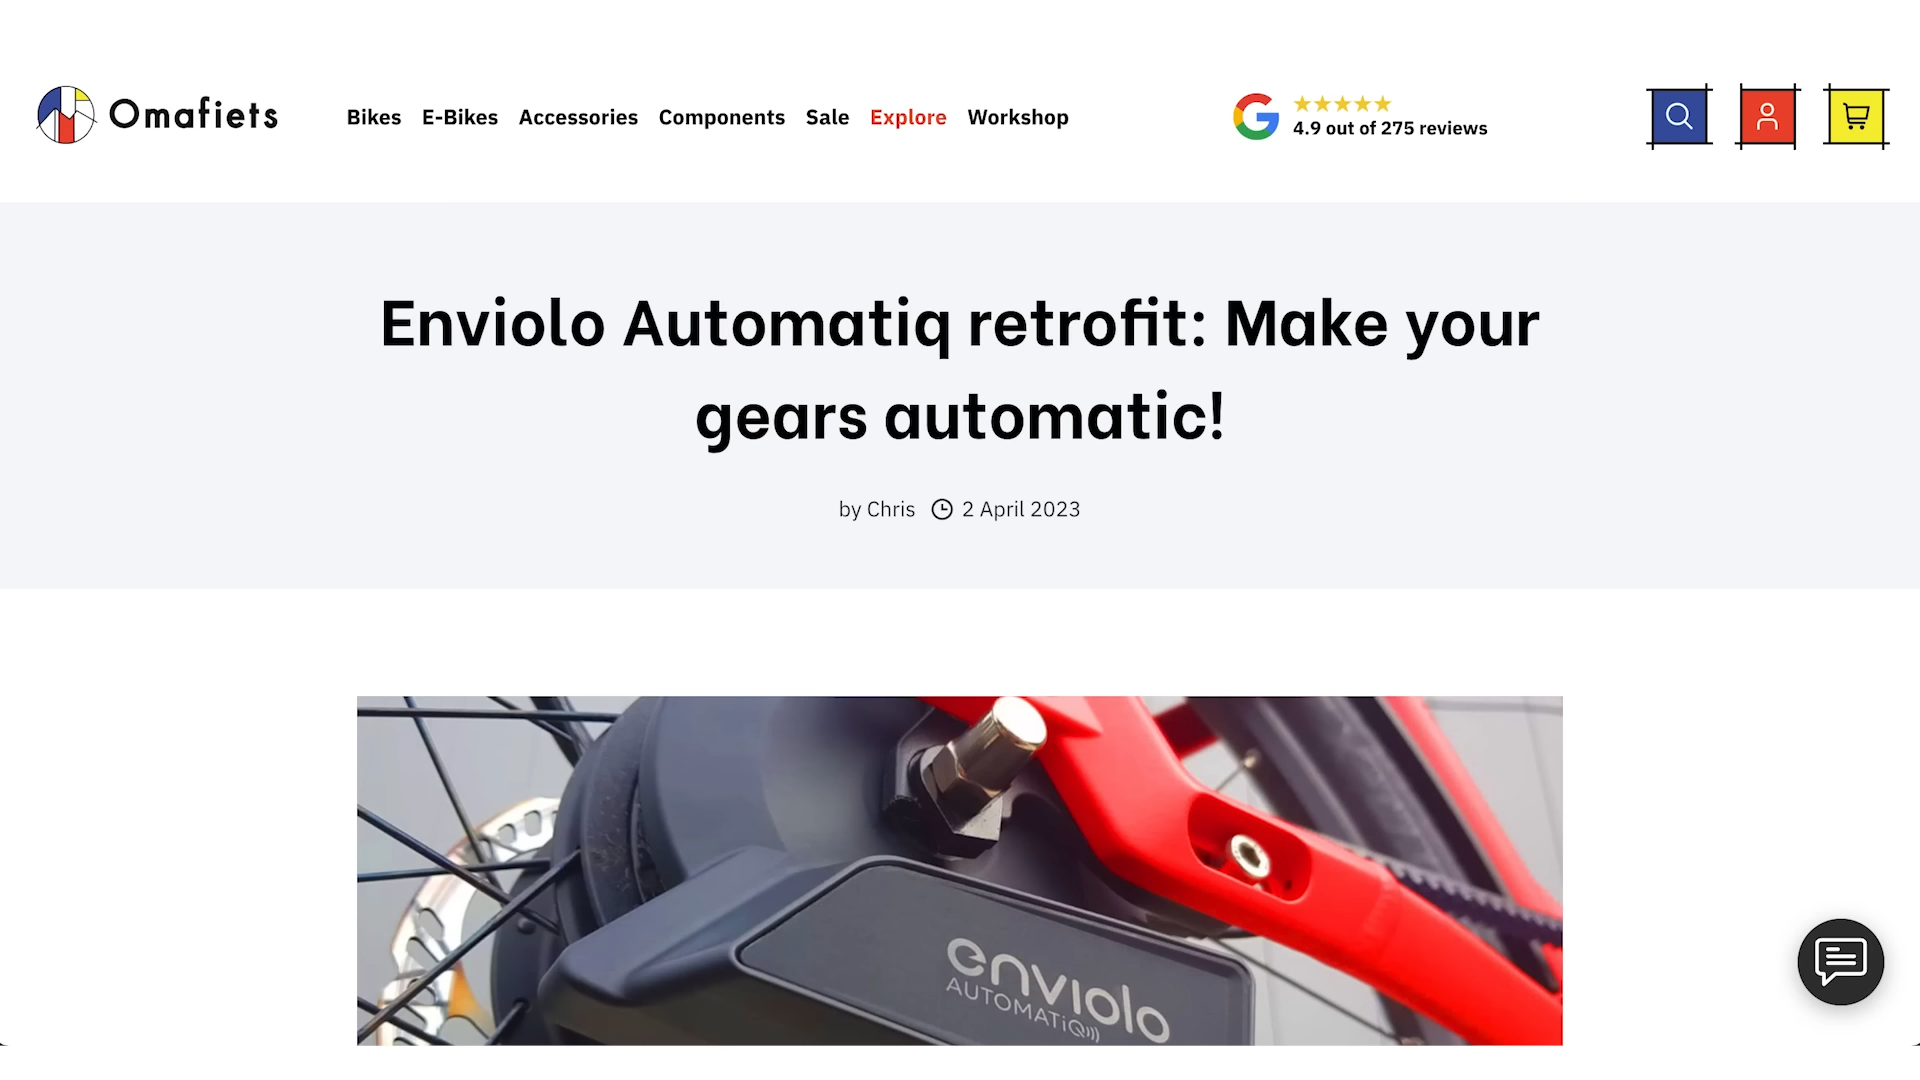 Omafiets
Bikes E-Bikes Accessories Components Sale Explore Workshop
4.9 out of 275 reviews
Enviolo Automatiq retrofit: Make your
gears automatic!
by Chris 2 April 2023
enviolo
AUTOMATiQ